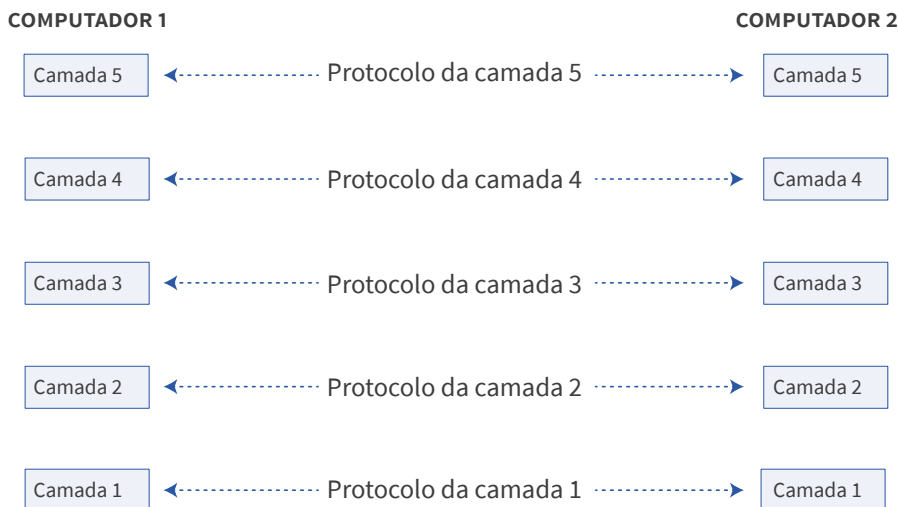 COMPUTADOR 1 COMPUTADOR 2
Camada 5 Protocolo da camada 5 Camada 5
Camada 4 Protocolo da camada 4 Camada 4
Camada 3 Protocolo da camada 3 Camada 3
Camada 2 Protocolo da camada 2 Camada 2
Camada 1 Protocolo da camada 1 Camada 1